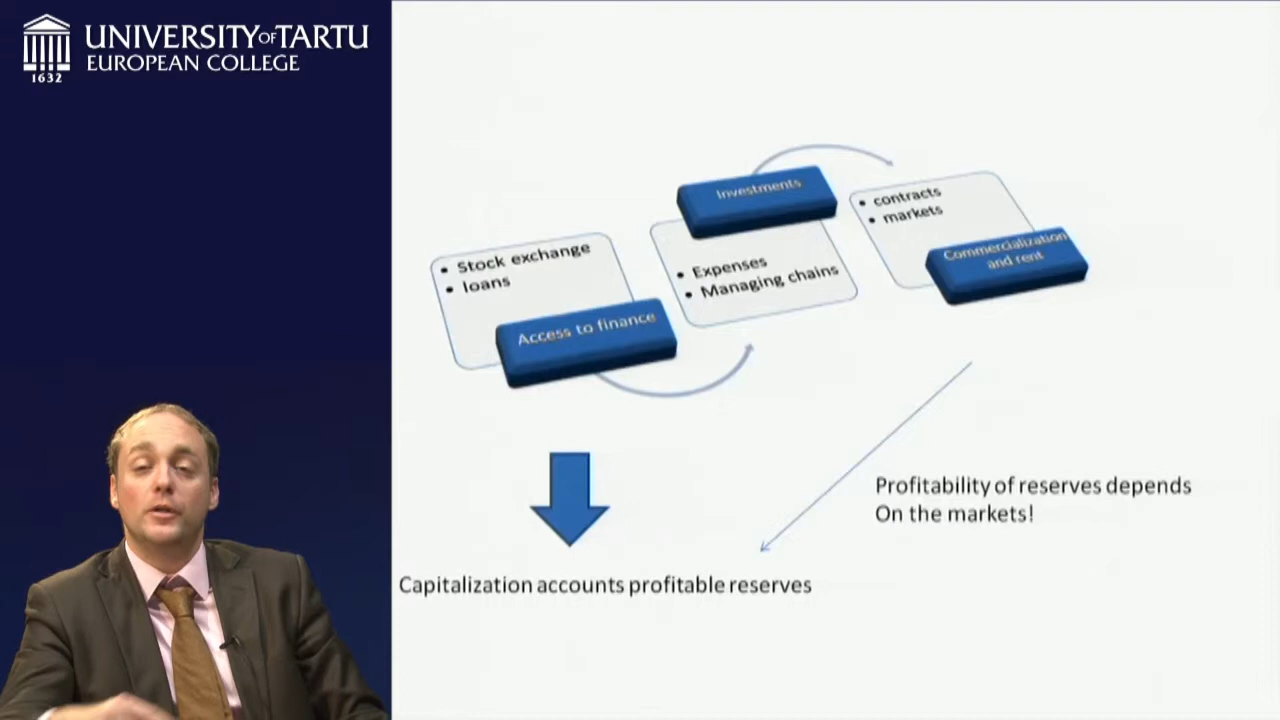 UNIVERSITY OF TARTU
EUROPEAN COLLEGE
1632
• Stock exchange
• loans
Access to finance
Investments
• Expenses
• Managing chains
• contracts
• markets
Commercialization
and rent
Profitability of reserves depends
On the markets!
Capitalization accounts profitable reserves